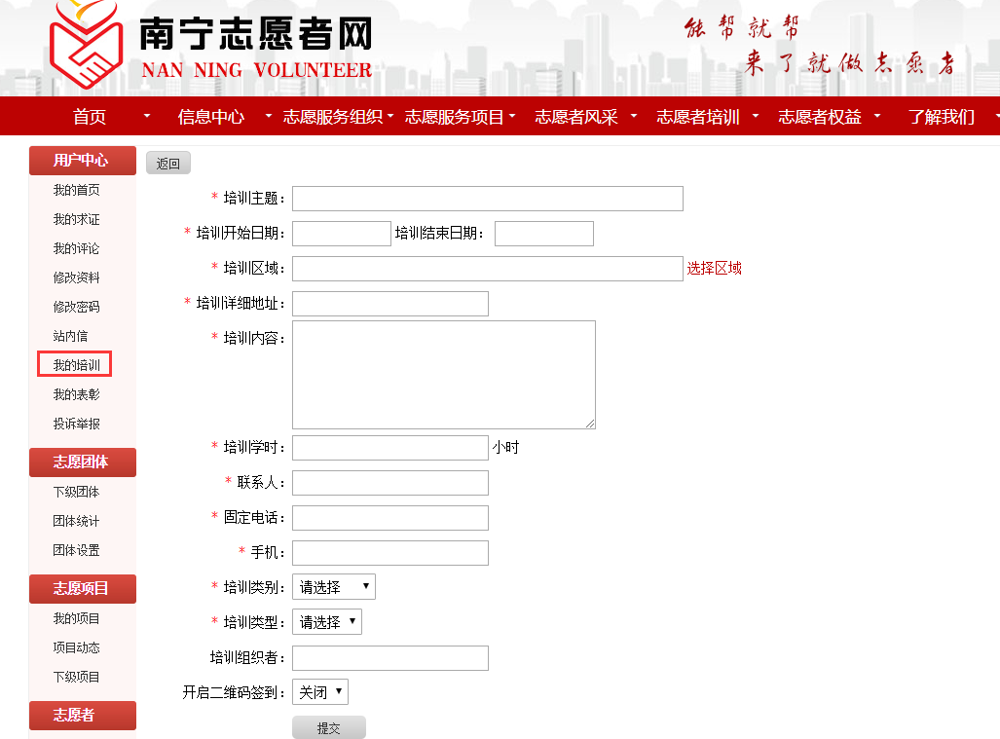 南宁志愿者网
NAN NING VOLUNTEER
能帮就帮
来了就做志愿者
首页 信息中心 志愿服务组织 志愿服务项目 志愿者风采 志愿者培训 志愿者权益 了解我们
用户中心
我的首页
我的求证
我的评论
修改资料
修改密码
站内信
我的培训
我的表彰
投诉举报
志愿团体
下级团体
团体统计
团体设置
志愿项目
我的项目
项目动态
下级项目
志愿者
返回
* 培训主题：
* 培训开始日期： 培训结束日期：
* 培训区域： 选择区域
* 培训详细地址：
* 培训内容：
* 培训学时： 小时
* 联系人：
* 固定电话：
* 手机：
* 培训类别： 请选择
* 培训类型： 请选择
培训组织者：
开启二维码签到： 关闭
提交